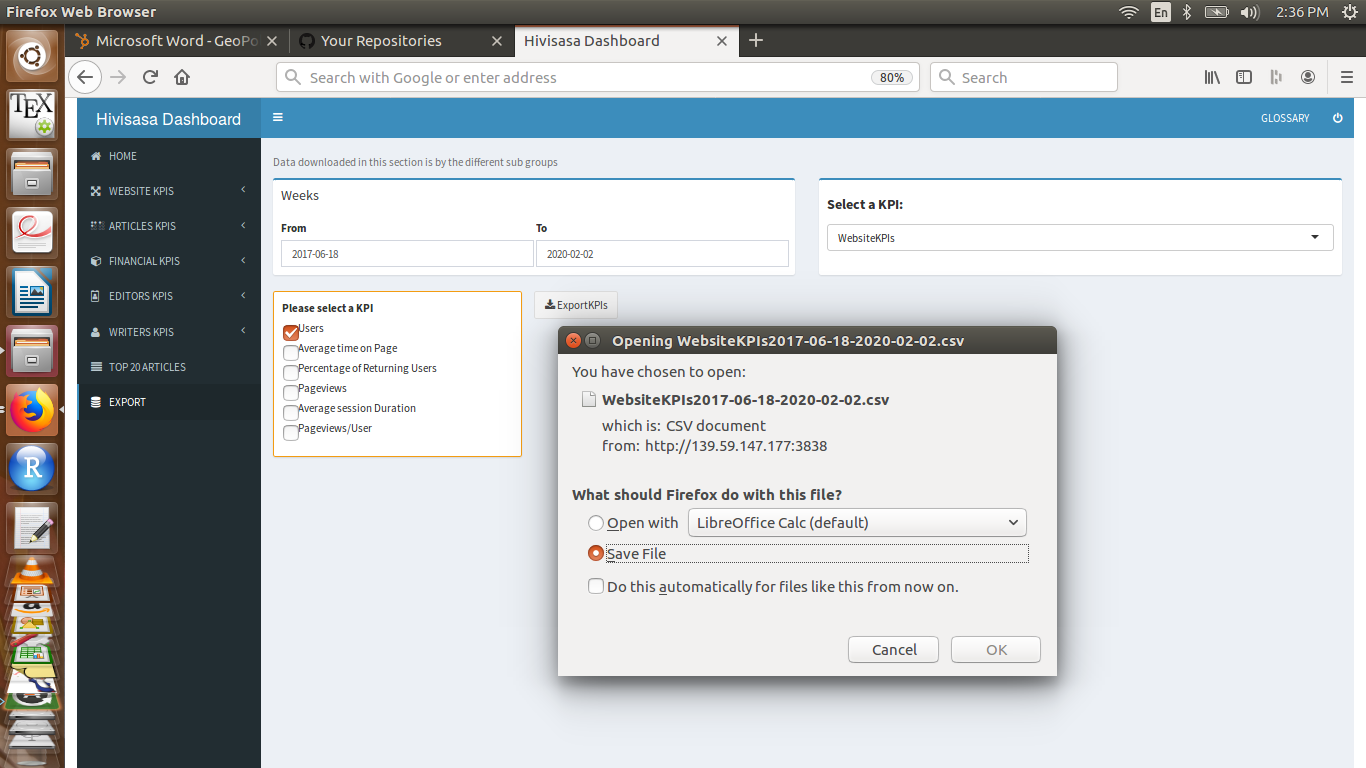 Firefox Web Browser
En
2:36 PM
Microsoft Word - GeoPo
Your Repositories
Hivisasa Dashboard
Search with Google or enter address
80%
Search
TEX
Hivisasa Dashboard
GLOSSARY
HOME
WEBSITE KPIS
ARTICLES KPIS
FINANCIAL KPIS
EDITORS KPIS
WRITERS KPIS
TOP 20 ARTICLES
EXPORT
Data downloaded in this section is by the different sub groups
Weeks
From
To
2017-06-18
2020-02-02
Select a KPI:
WebsiteKPIs
Please select a KPI
Users
Average time on Page
Percentage of Returning Users
Pageviews
Average session Duration
Pageviews/User
ExportKPIs
Opening WebsiteKPIs2017-06-18-2020-02-02.csv
You have chosen to open:
WebsiteKPIs2017-06-18-2020-02-02.csv
which is: CSV document
from: http://139.59.147.177:3838
What should Firefox do with this file?
Open with
LibreOffice Calc (default)
Save File
Do this automatically for files like this from now on.
Cancel
OK
R
a